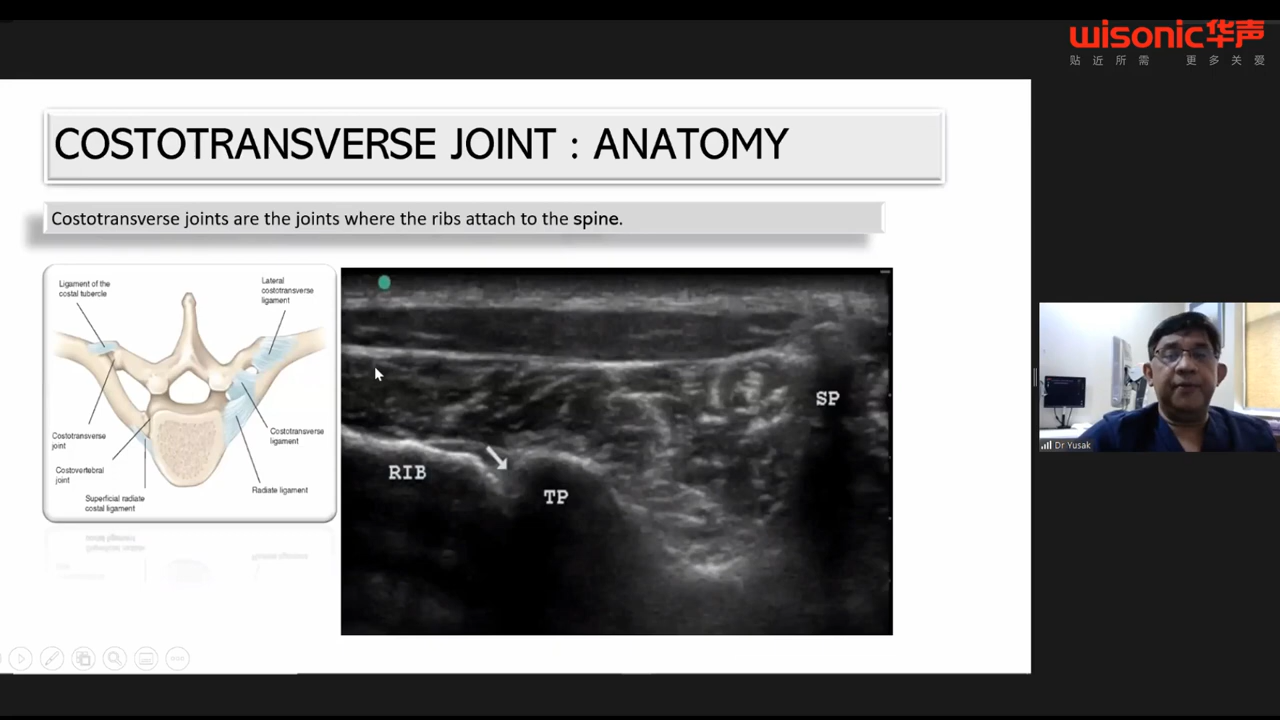 wisonic华声
贴近所需 更多关爱
COSTOTRANSVERSE JOINT : ANATOMY
Costotransverse joints are the joints where the ribs attach to the spine.
Ligament of the
costal tubercle
Lateral
costotransverse
ligament
Costotransverse
joint
Costovertebral
joint
Superficial radiate
costal ligament
Costotransverse
ligament
Radiate ligament
SP
RIB
TP
Dr Yusak